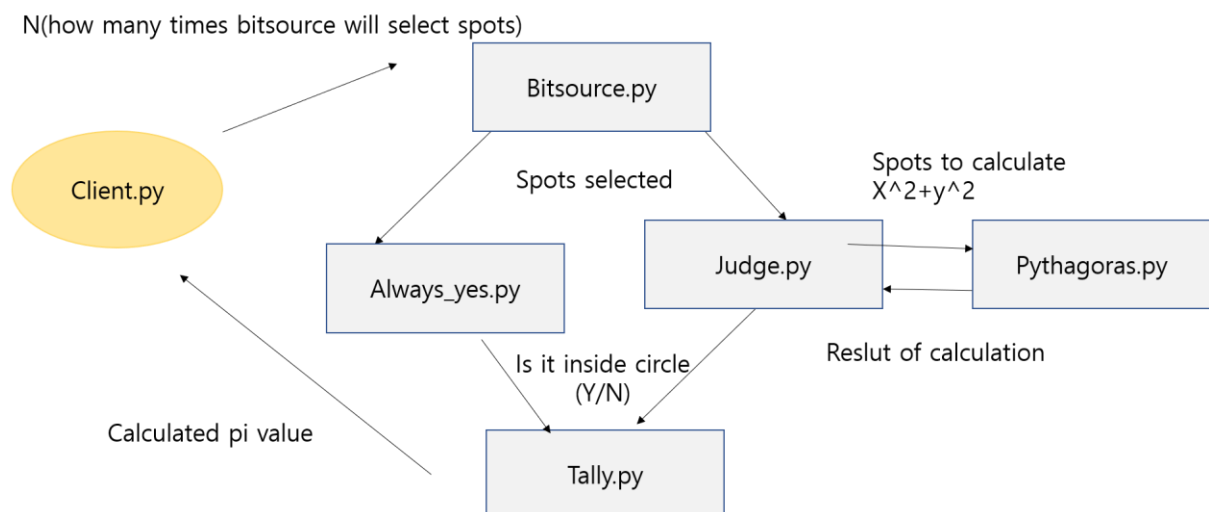 N(how many times bitsource will select spots)
Bitsource.py
Client.py
Spots selected
Spots to calculate
X^2+y^2
Always_yes.py
Judge.py
Pythagoras.py
Is it inside circle
(Y/N)
Reslut of calculation
Calculated pi value
Tally.py